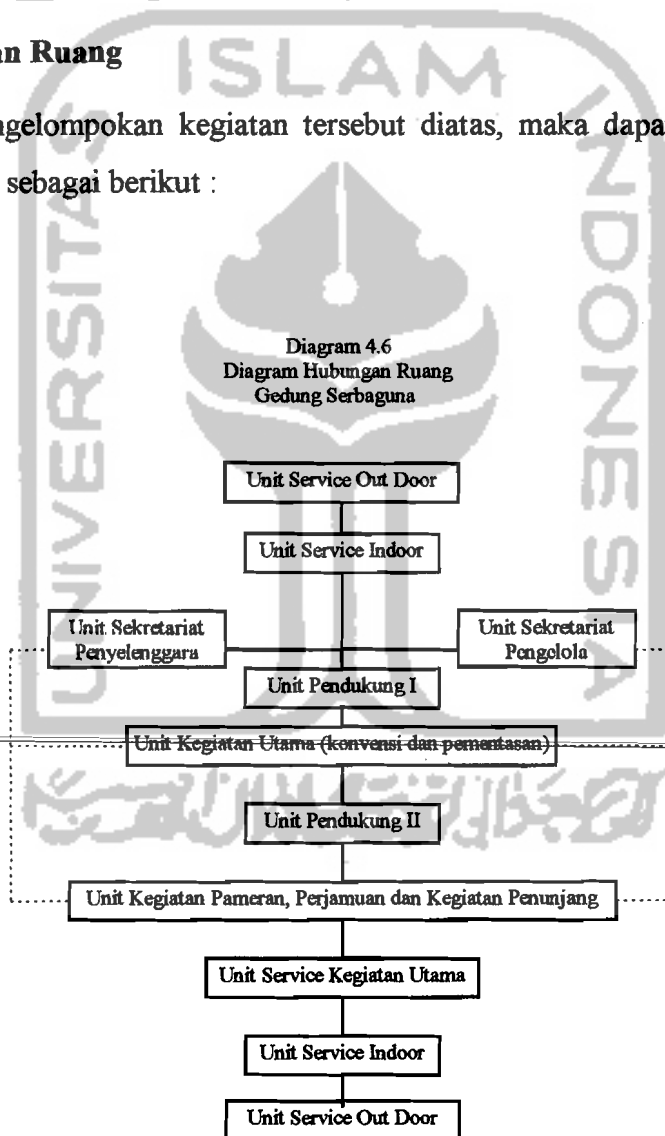 an Ruang
ngelompokan kegiatan tersebut diatas, maka dapa
sebagai berikut :
ISLAM
UNIVERSITAS
INDONESIA
Diagram 4.6
Diagram Hubungan Ruang
Gedung Serbaguna
Unit Service Out Door
Unit Service Indoor
Unit Sekretariat
Penyelenggara
Unit Sekretariat
Pengelola
Unit Pendukung I
Unit Kegiatan Utama (konvensi dan pementasan)
Unit Pendukung II
Unit Kegiatan Pameran, Perjamuan dan Kegiatan Penunjang
Unit Service Kegiatan Utama
Unit Service Indoor
Unit Service Out Door